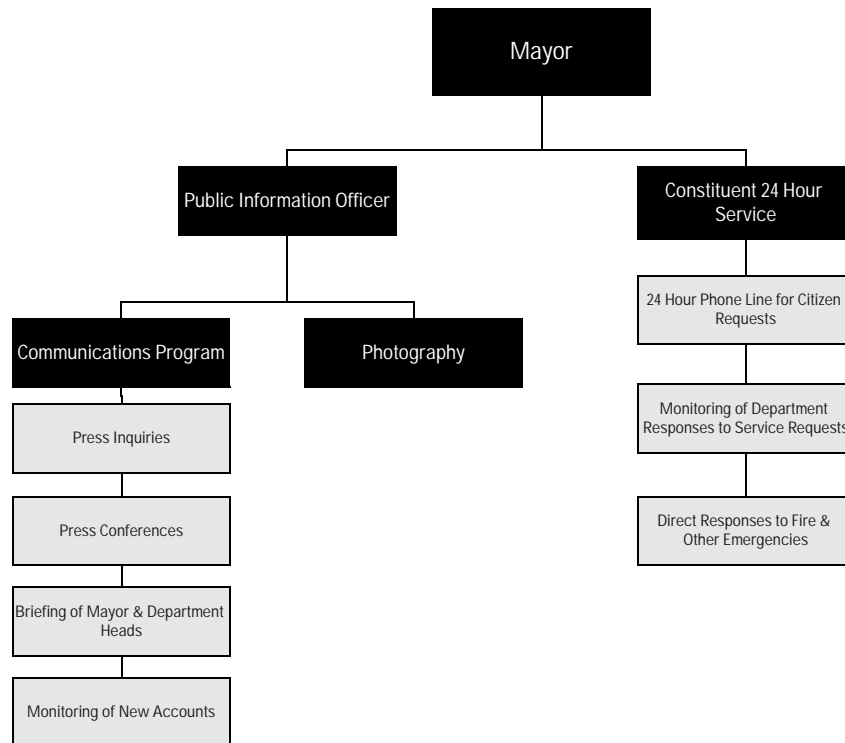 Mayor
Public Information Officer
Constituent 24 Hour
Service
24 Hour Phone Line for Citizen
Requests
Communications Program
Photography
Monitoring of Department
Responses to Service Requests
Press Inquiries
Press Conferences
Direct Responses to Fire &
Other Emergencies
Briefing of Mayor & Department
Heads
Monitoring of New Accounts